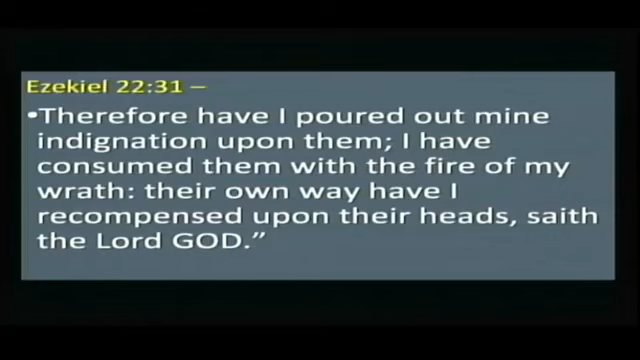 Ezekiel 22:31 –
•Therefore have I poured out mine
indignation upon them; I have
consumed them with the fire of my
wrath: their own way have I
recompensed upon their heads, saith
the Lord GOD.”